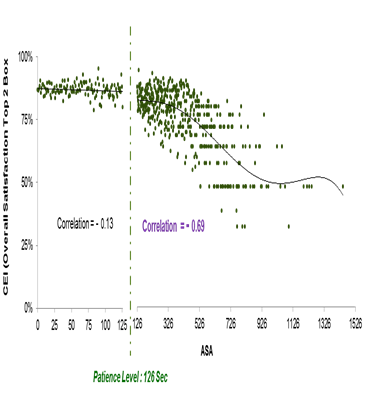 CEI (Overall Satisfaction Top 2 Box
100%
75%
50%
25%
0%
Correlation = - 0.13
Correlation = - 0.69
0 25 50 75 100 125
126 326 526 726 926 1126 1326 1526
ASA
Patience Level : 126 Sec